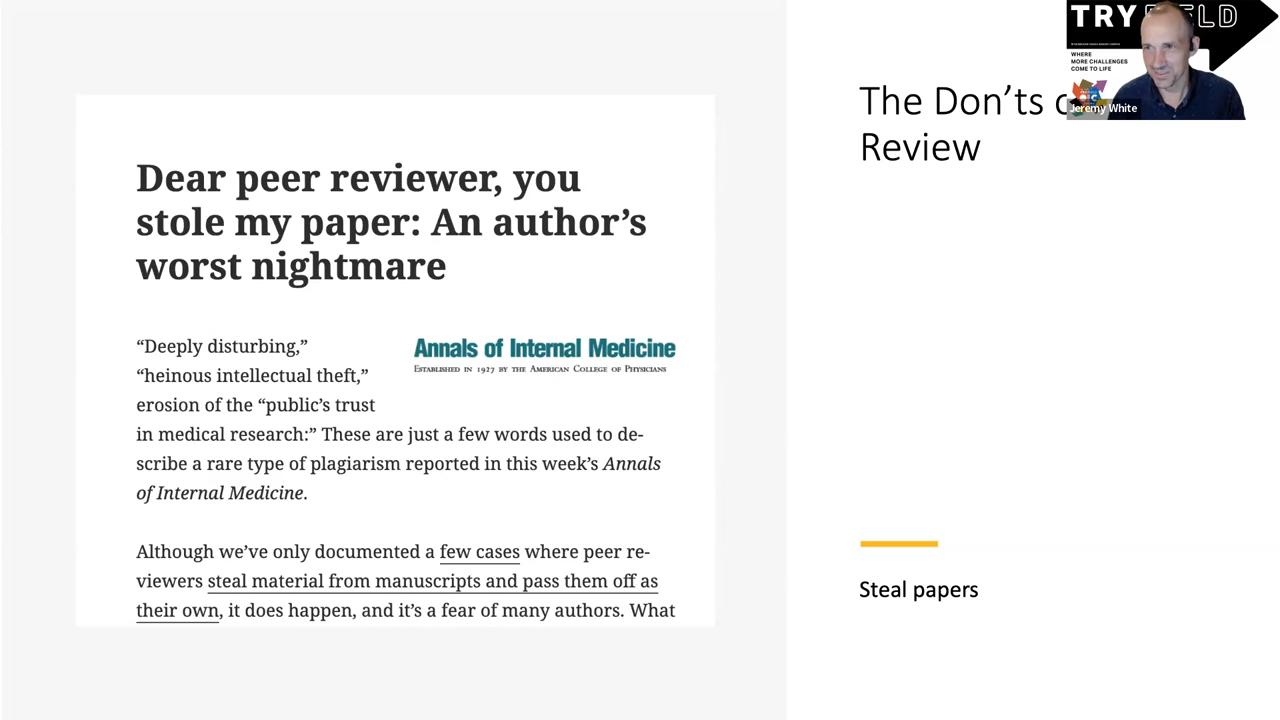 Dear peer reviewer, you
stole my paper: An author’s
worst nightmare
“Deeply disturbing,”
“heinous intellectual theft,”
erosion of the “public’s trust
Annals of Internal Medicine
ESTABLISHED IN 1927 BY THE AMERICAN COLLEGE OF PHYSICIANS
in medical research:” These are just a few words used to de-
scribe a rare type of plagiarism reported in this week’s Annals
of Internal Medicine.
Although we’ve only documented a few cases where peer re-
viewers steal material from manuscripts and pass them off as
their own, it does happen, and it’s a fear of many authors. What
The Don’ts
Review
Steal papers
TRY
WHERE
MORE CHALLENGES
COME TO LIFE
Jeremy White